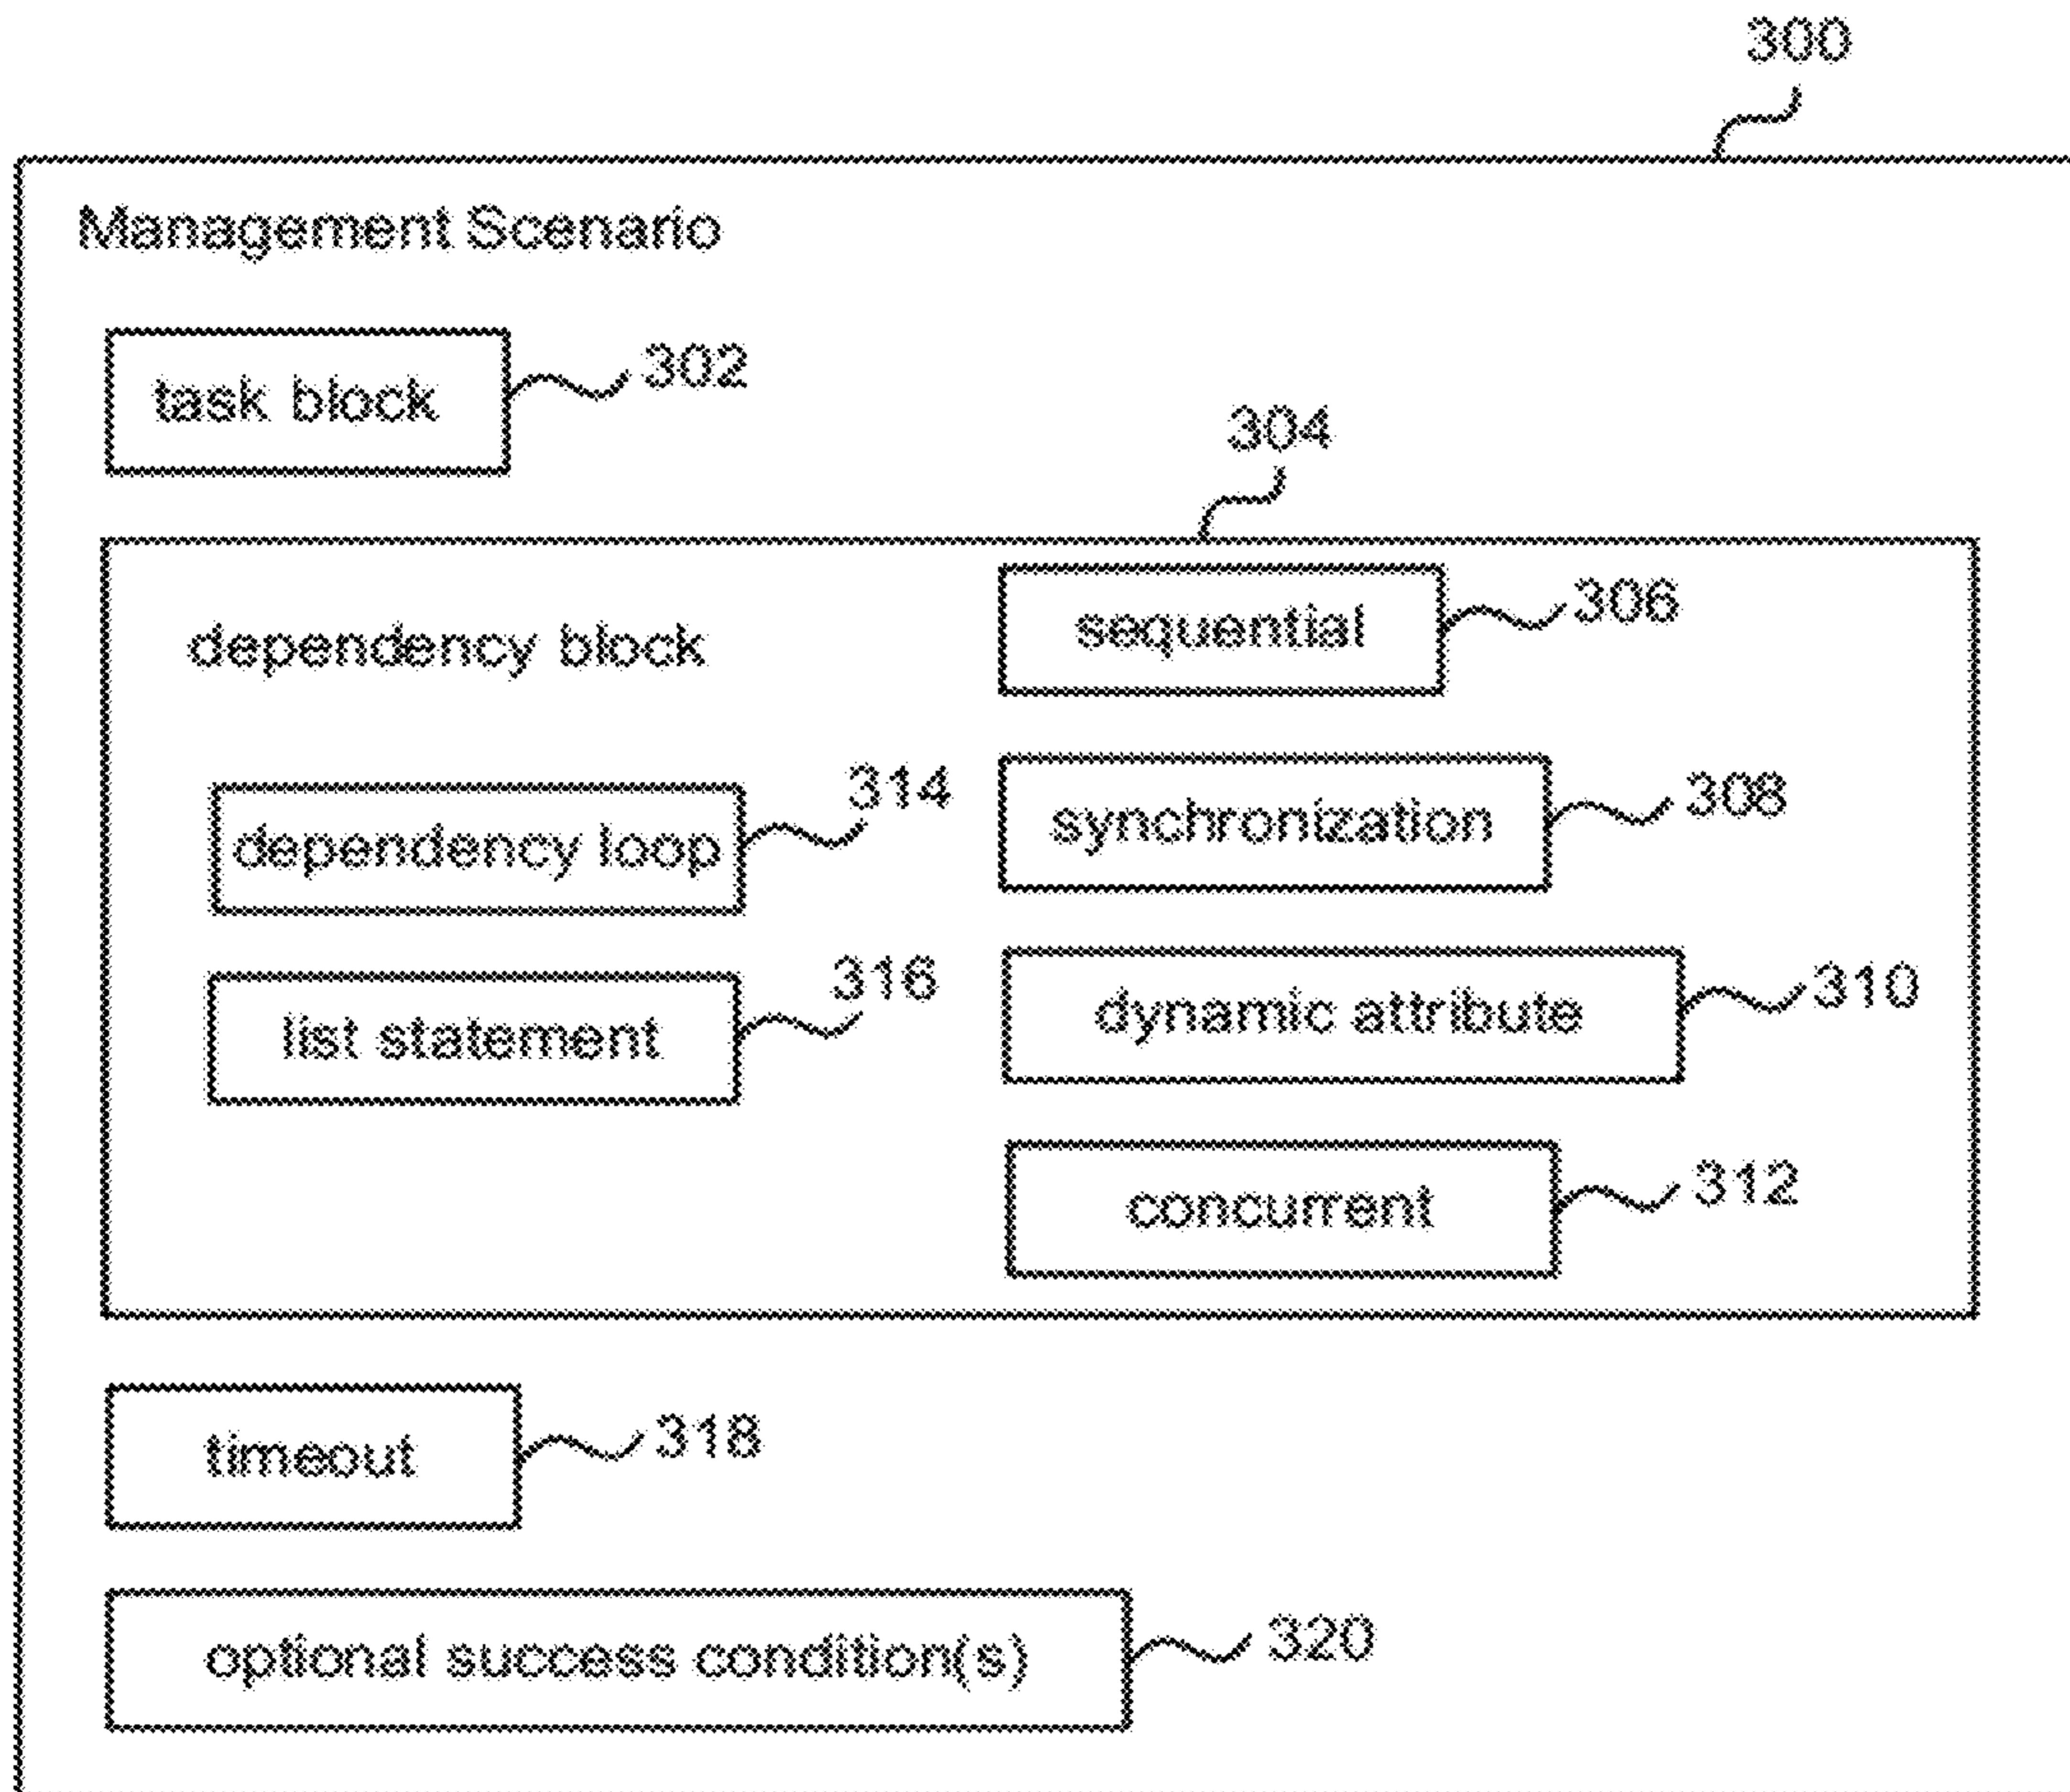 300
Management Scenario
task block
302
304
dependency block
sequential
306
dependency loop
314
synchronization
308
list statement
316
dynamic attribute
310
concurrent
312
timeout
318
optional success condition(s)
320